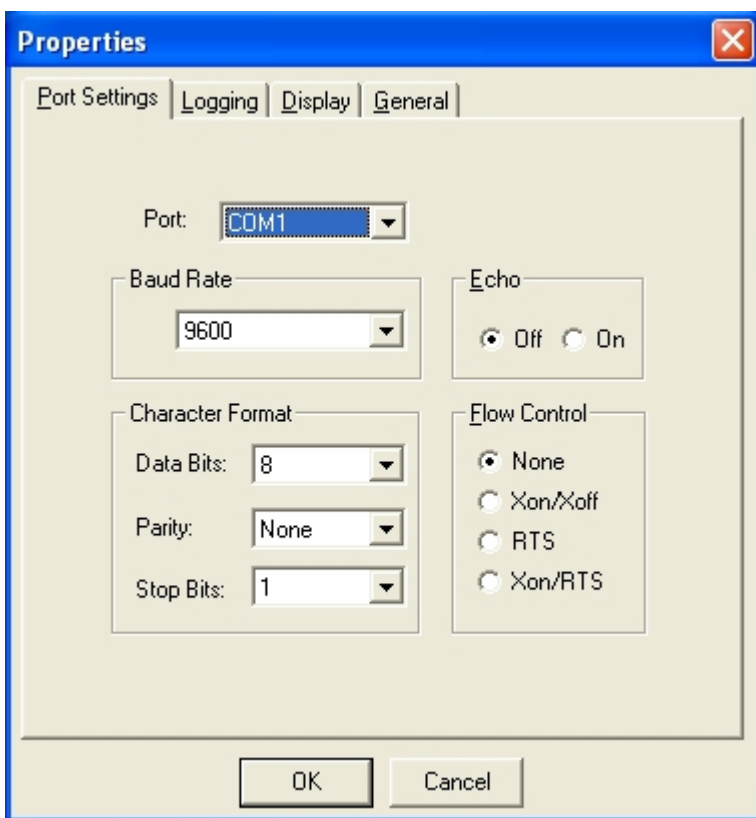 Properties
Port Settings Logging Display General
Port: COM1
Baud Rate
9600
Echo
Off On
Character Format
Data Bits: 8
Parity: None
Stop Bits: 1
Flow Control
None
Xon/Xoff
RTS
Xon/RTS
OK Cancel